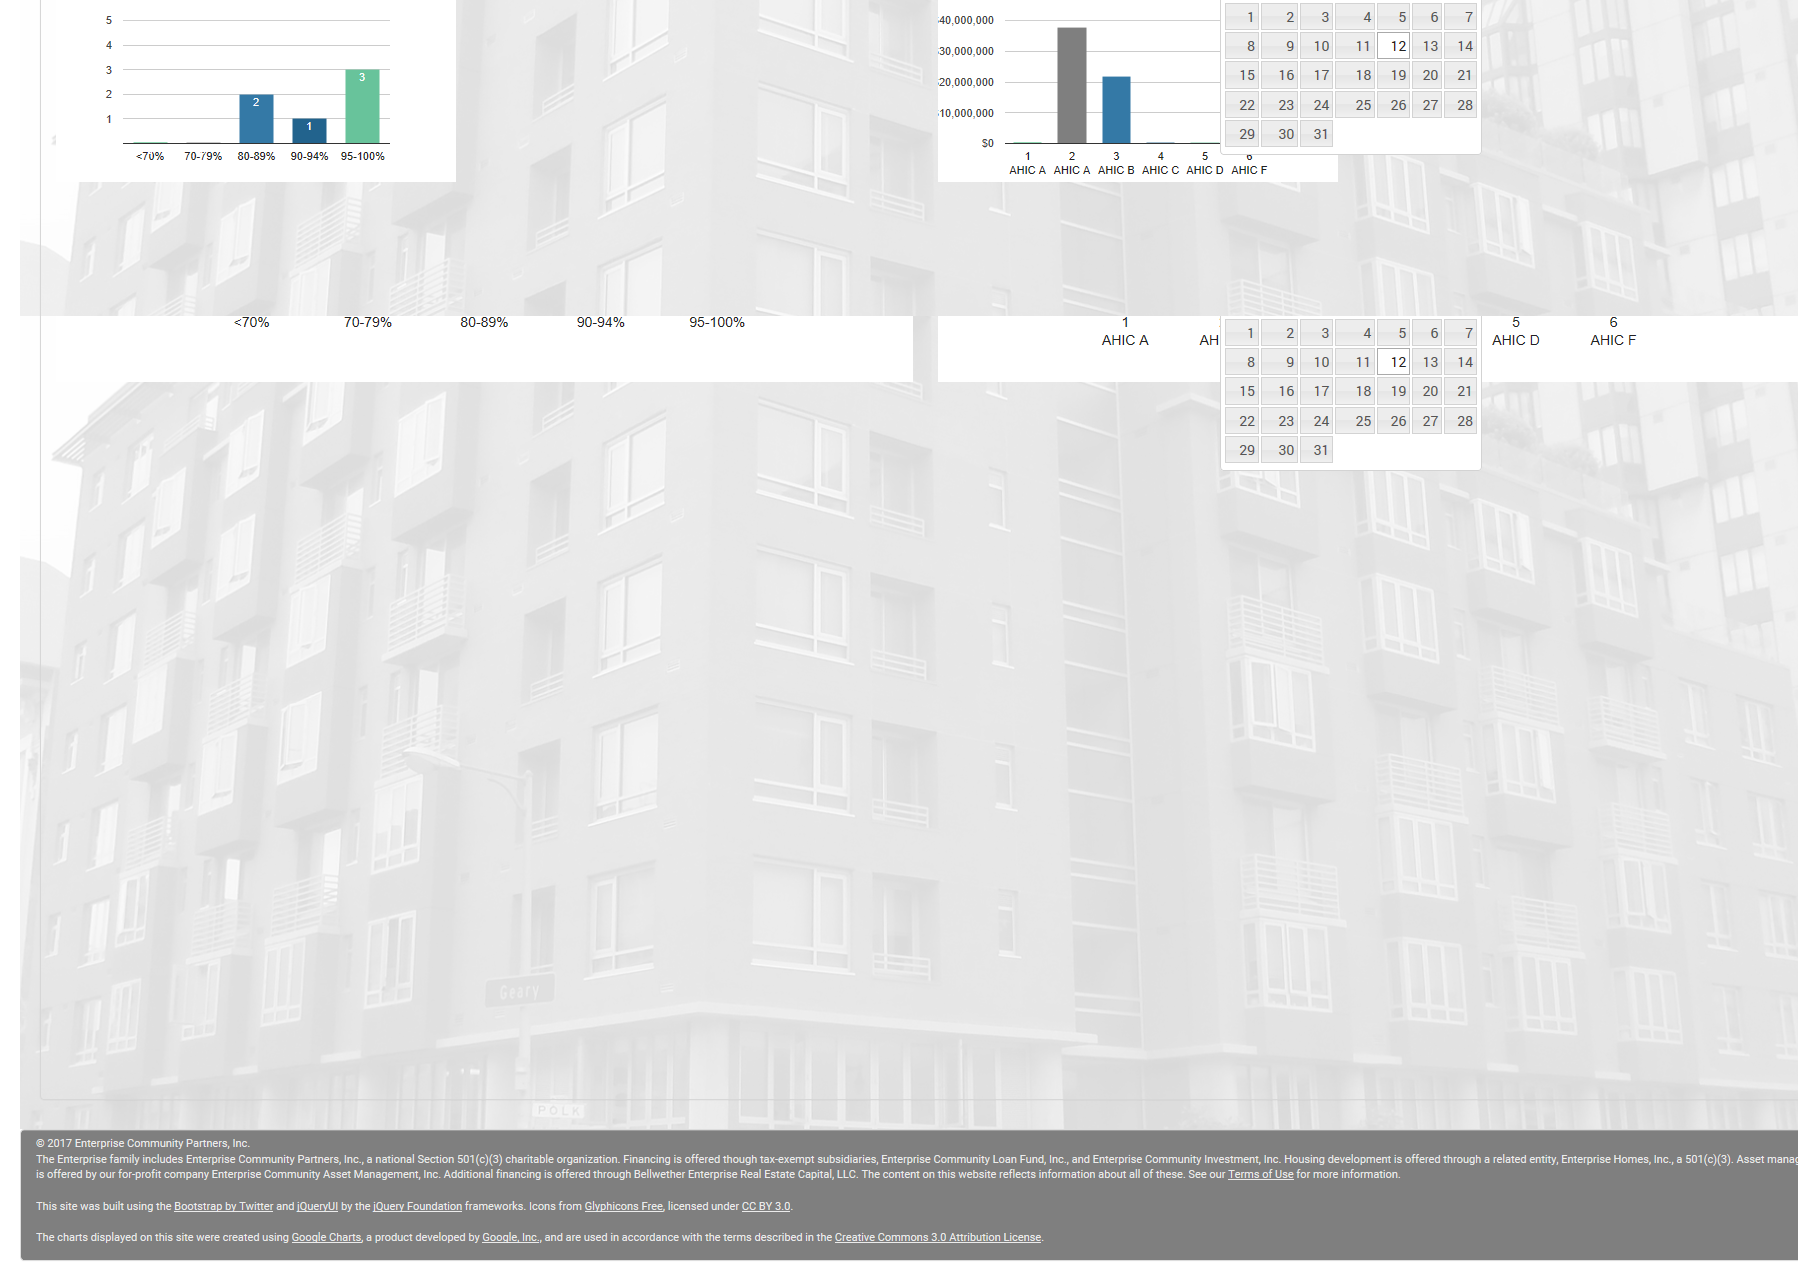 5
4
3
2
1
2
1
3
<70%
70-79%
80-89%
90-94%
95-100%
$0
1
AHIC A
2
AHIC A
3
AHIC B
4
AHIC C
5
AHIC D
6
AHIC F
1 2 3 4 5 6 7
8 9 10 11 12 13 14
15 16 17 18 19 20 21
22 23 24 25 26 27 28
29 30 31
<70% 70-79% 80-89% 90-94% 95-100%
1
AHIC A
AH
5
AHIC D
6
AHIC F
1 2 3 4 5 6 7
8 9 10 11 12 13 14
15 16 17 18 19 20 21
22 23 24 25 26 27 28
29 30 31
Geary
POLK
© 2017 Enterprise Community Partners, Inc.
The Enterprise family includes Enterprise Community Partners, Inc., a national Section 501(c)(3) charitable organization. Financing is offered though tax-exempt subsidiaries, Enterprise Community Loan Fund, Inc., and Enterprise Community Investment, Inc. Housing development is offered through a related entity, Enterprise Homes, Inc., a 501(c)(3). Asset manag
is offered by our for-profit company Enterprise Community Asset Management, Inc. Additional financing is offered through Bellwether Enterprise Real Estate Capital, LLC. The content on this website reflects information about all of these. See our Terms of Use for more information.
This site was built using the Bootstrap by Twitter and jQueryUI by the jQuery Foundation frameworks. Icons from Glyphicons Free, licensed under CC BY 3.0.
The charts displayed on this site were created using Google Charts, a product developed by Google, Inc., and are used in accordance with the terms described in the Creative Commons 3.0 Attribution License.